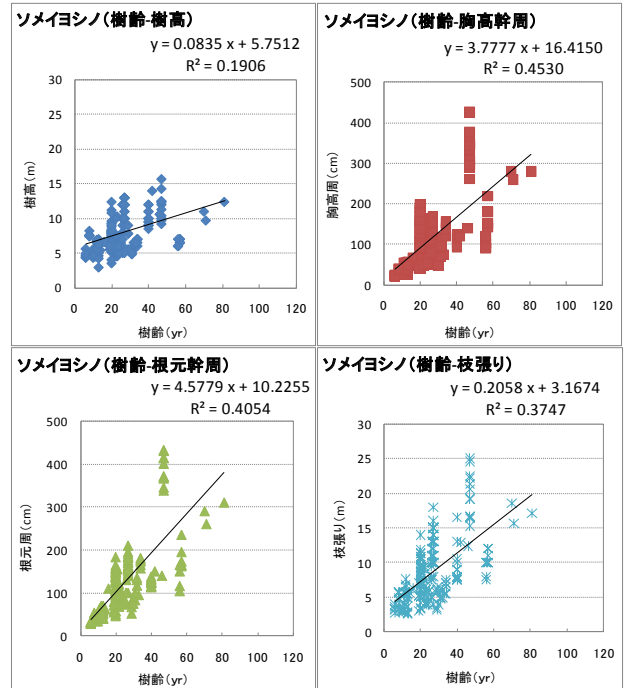 ソメイヨシノ（樹齢-樹高）
y = 0.0835 x + 5.7512
R² = 0.1906
30
25
20
15
10
5
0
樹高（m）
0 20 40 60 80 100 120
樹齢（yr）
ソメイヨシノ（樹齢-胸高幹周）
y = 3.7777 x + 16.4150
R² = 0.4530
500
400
300
200
100
0
胸高周（cm）
0 20 40 60 80 100 120
樹齢（yr）
ソメイヨシノ（樹齢-根元幹周）
y = 4.5779 x + 10.2255
R² = 0.4054
500
400
300
200
100
0
根元周（cm）
0 20 40 60 80 100 120
樹齢（yr）
ソメイヨシノ（樹齢-枝張り）
y = 0.2058 x + 3.1674
R² = 0.3747
30
25
20
15
10
5
0
枝張り（m）
0 20 40 60 80 100 120
樹齢（yr）